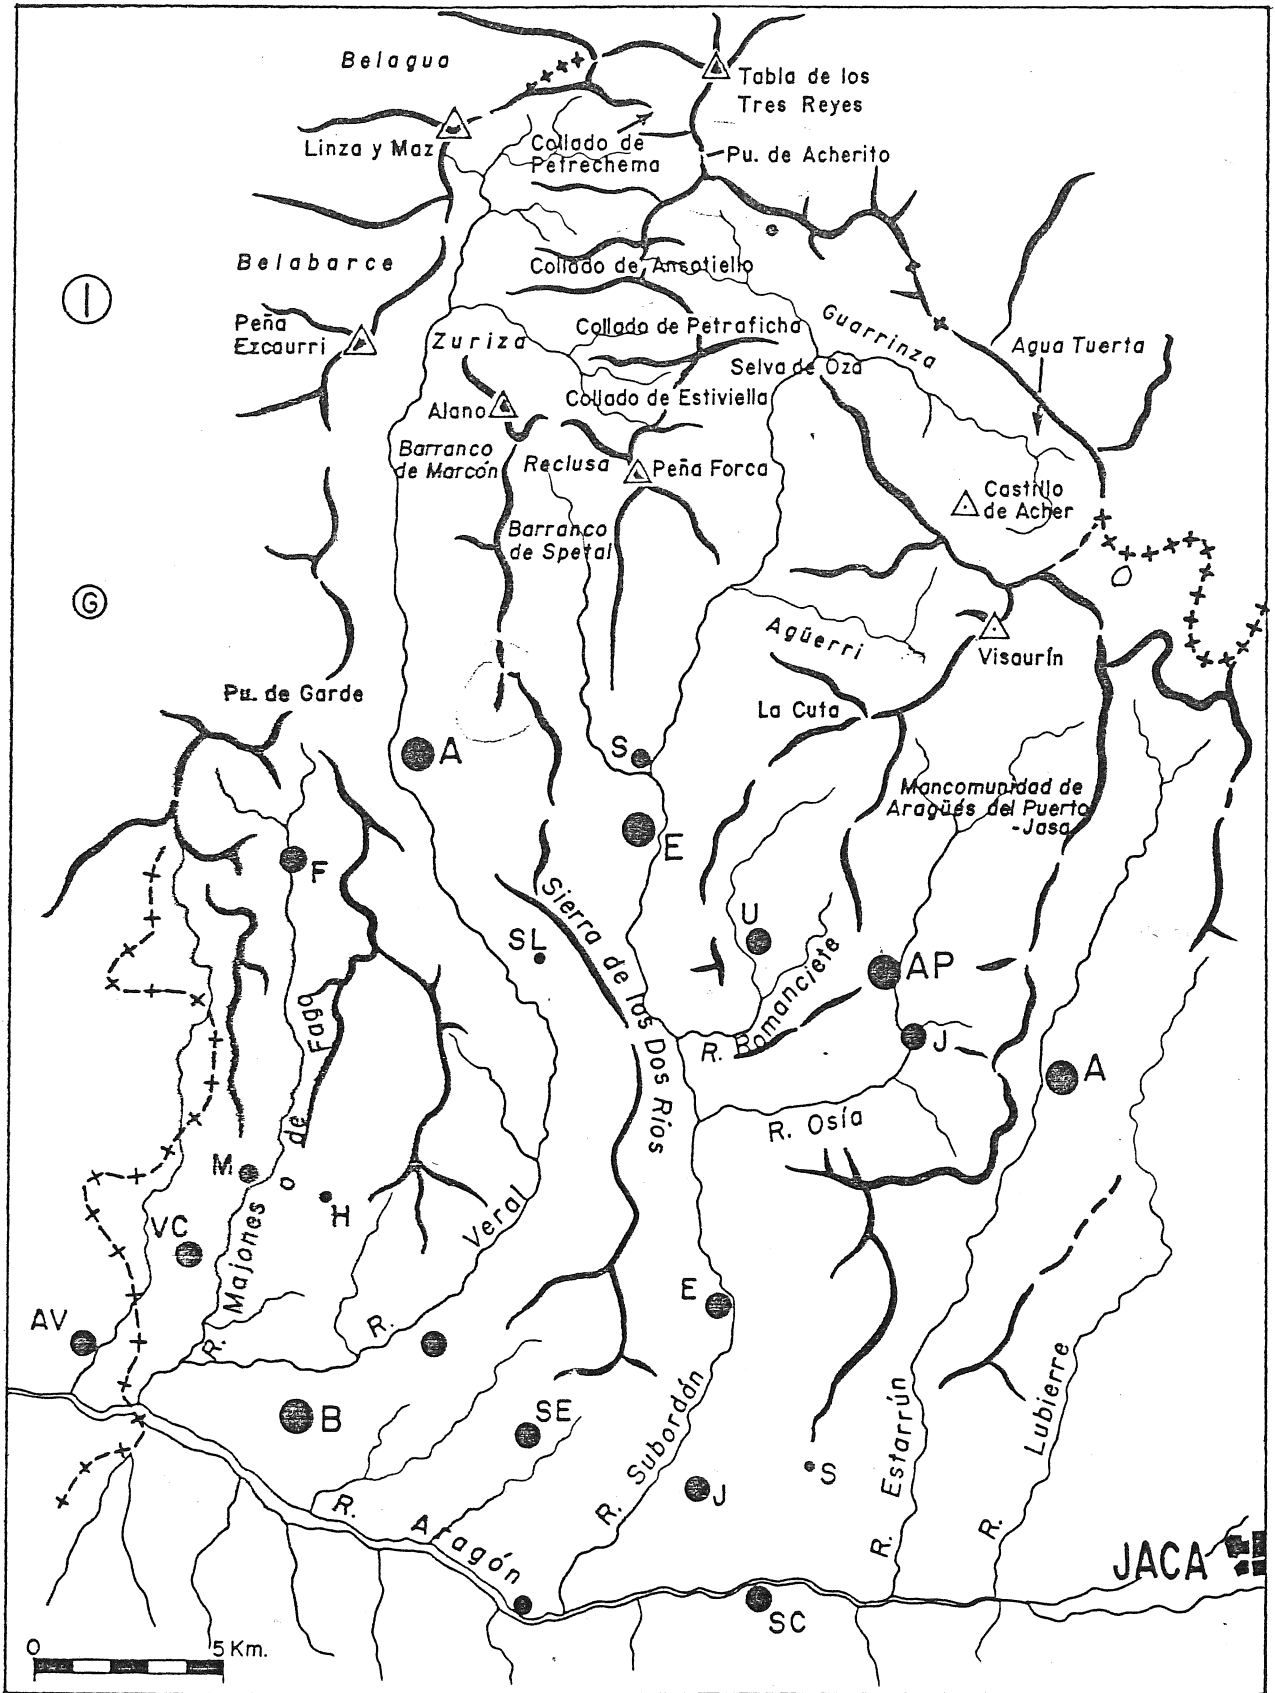 Belagua
Tabla de los
Tres Reyes
Linza y Maz
Collado de
Petrechema
Pu. de Acherito
Belabarce
Collado de Ansotiello
I
Peña
Ezcaurri
Zuriza
Collado de Petraficha
Guarrinza
Agua Tuerta
Selva de Oza
Alano
Collado de Estiviella
Barranco
de Marcón
Reclusa
Peña Forca
Castillo
de Acher
Barranco
de Spetal
G
Agüerri
Visaurín
Pu. de Garde
La Cuta
A
S
Mancomunidad de
Aragüés del Puerto
-Jasa
E
F
Sierra de los Dos Ríos
SL
U
AP
R. Romanciete
J
A
R. Osía
M
H
R. Majones o de Fago
VC
R. Veral
AV
E
B
SE
R. Subordán
J
S
R. Estarrún
R. Lubierre
R. Aragón
JACA
SC
0 5 Km.